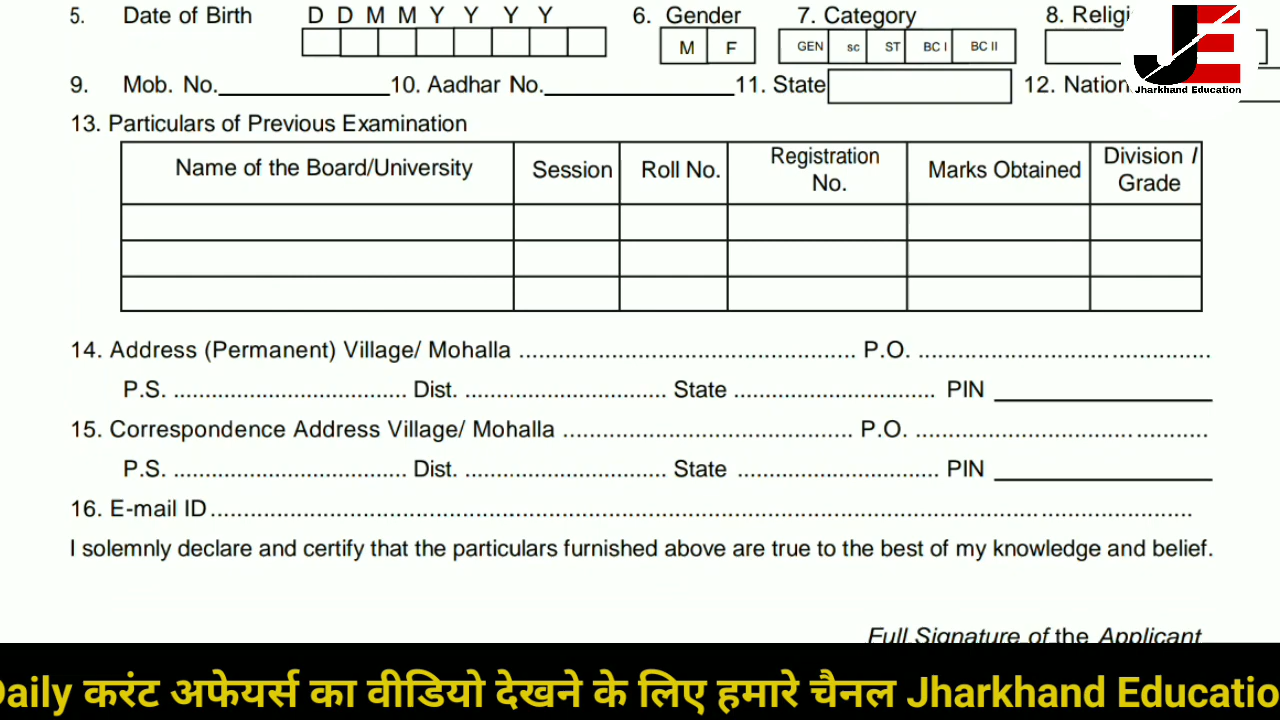 5. Date of Birth D D M M Y Y Y Y 6. Gender 7. Category 8. Religi
M F GEN sc ST BC I BC II
JE
Jharkhand Education
9. Mob. No. 10. Aadhar No. 11. State 12. Nation
13. Particulars of Previous Examination
Name of the Board/University Session Roll No. Registration No. Marks Obtained Division / Grade
14. Address (Permanent) Village/ Mohalla ..................................................... P.O. ..............................................
P.S. ..................................... Dist. ................................ State ................................ PIN
15. Correspondence Address Village/ Mohalla .............................................. P.O. ..............................................
P.S. ..................................... Dist. ................................ State ................................ PIN
16. E-mail ID............................................................................................................................
I solemnly declare and certify that the particulars furnished above are true to the best of my knowledge and belief.
Full Signature of the Applicant
Daily करंट अफेयर्स का वीडियो देखने के लिए हमारे चैनल Jharkhand Educatio